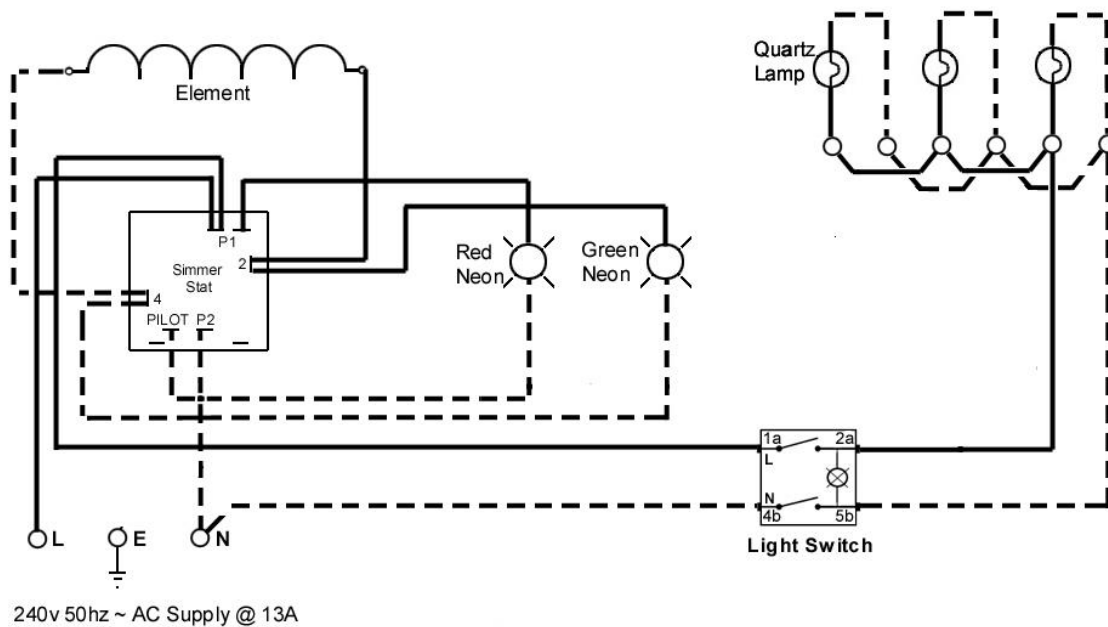 Quartz
Lamp
Element
P1
2
Simmer
Stat
4
PILOT P2
Red
Neon
Green
Neon
1a 2a
L
N
4b 5b
Light Switch
L E N
240v 50hz ~ AC Supply @ 13A